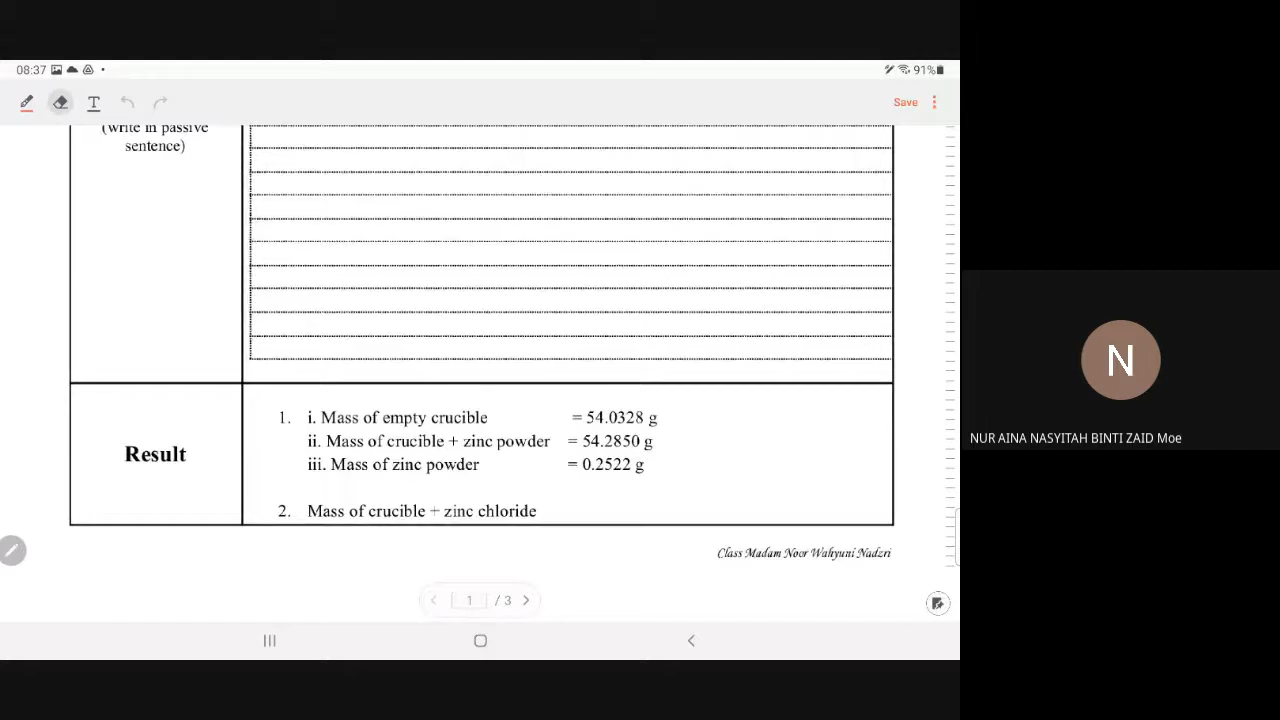 08:37
91%
Save
(write in passive
sentence)
Result
1. i. Mass of empty crucible = 54.0328 g
ii. Mass of crucible + zinc powder = 54.2850 g
iii. Mass of zinc powder = 0.2522 g
2. Mass of crucible + zinc chloride
Class Madam Noor Wahyuni Nadzri
1 / 3
N
NUR AINA NASYITAH BINTI ZAID Moe